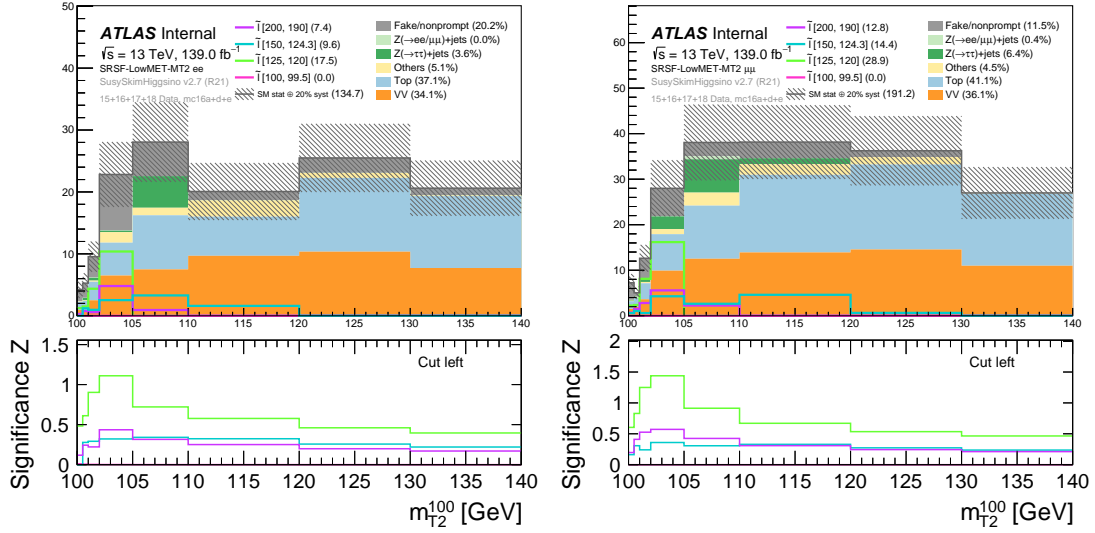 50
40
30
20
10
0
ATLAS Internal
√s = 13 TeV, 139.0 fb⁻¹
SRSF-LowMET-MT2 ee
SusySkimHiggsino v2.7 (R21)
15+16+17+18 Data, mc16a+d+e
l̃ [200, 190] (7.4)
l̃ [150, 124.3] (9.6)
l̃ [125, 120] (17.5)
l̃ [100, 99.5] (0.0)
SM stat ⊕ 20% syst (134.7)
Fake/nonprompt (20.2%)
Z(→ee/μμ)+jets (0.0%)
Z(→ττ)+jets (3.6%)
Others (5.1%)
Top (37.1%)
VV (34.1%)
100 105 110 115 120 125 130 135 140
Significance Z
1.5
1
0.5
0
Cut left
100 105 110 115 120 125 130 135 140
m_T2^100 [GeV]
60
50
40
30
20
10
0
ATLAS Internal
√s = 13 TeV, 139.0 fb⁻¹
SRSF-LowMET-MT2 μμ
SusySkimHiggsino v2.7 (R21)
15+16+17+18 Data, mc16a+d+e
l̃ [200, 190] (12.8)
l̃ [150, 124.3] (14.4)
l̃ [125, 120] (28.9)
l̃ [100, 99.5] (0.0)
SM stat ⊕ 20% syst (191.2)
Fake/nonprompt (11.5%)
Z(→ee/μμ)+jets (0.4%)
Z(→ττ)+jets (6.4%)
Others (4.5%)
Top (41.1%)
VV (36.1%)
100 105 110 115 120 125 130 135 140
Significance Z
2
1.5
1
0.5
0
Cut left
100 105 110 115 120 125 130 135 140
m_T2^100 [GeV]